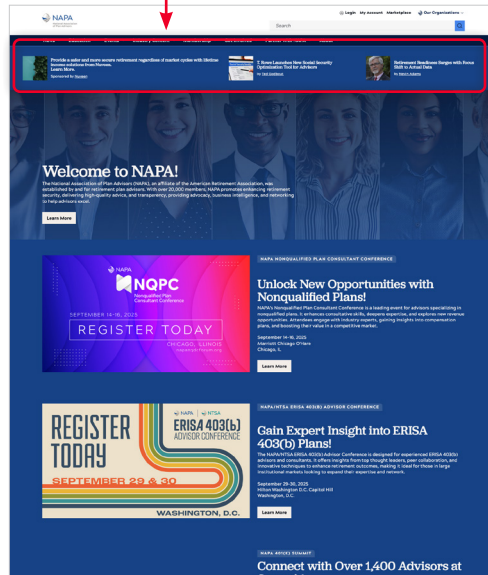 NAPA
Login My Account Marketplace Our Organizations
Search
Provide a safer and more secure retirement regardless of market cycles with lifetime
income solutions from Nuveen.
Learn More.
Sponsored by Nuveen
T. Rowe Launches New Social Security
Optimization Tool for Advisors
by Ted Godbout
Retirement Readiness Surges with Focus
Shift to Actual Data
by Nevin Adams
Welcome to NAPA!
The National Association of Plan Advisors (NAPA), an affiliate of the American Retirement Association, was
established by and for retirement plan advisors. With over 20,000 members, NAPA promotes enhancing retirement
security, delivering high-quality advice, and transparency, providing advocacy, business intelligence, and networking
to help advisors excel.
Learn More
NAPA
NQPC
Nonqualified Plan
Consultant Conference
SEPTEMBER 14-16, 2025
REGISTER TODAY
CHICAGO, ILLINOIS
NAPA NONQUALIFIED PLAN CONSULTANT CONFERENCE
Unlock New Opportunities with
Nonqualified Plans!
NAPA's Nonqualified Plan Consultant Conference is a leading event for advisors specializing in
nonqualified plans. It enhances consultative skills, deepens expertise, and explores new revenue
opportunities. Attendees engage with industry experts, gaining insights into compensation
plans, and boosting their value in a competitive market.
September 14-16, 2025
Marriott Chicago O'Hare
Chicago, IL
Learn More
REGISTER
TODAY
SEPTEMBER 29 & 30
NAPA NTSA
ERISA 403(b)
ADVISOR CONFERENCE
WASHINGTON, D.C.
NAPA/NTSA ERISA 403(B) ADVISOR CONFERENCE
Gain Expert Insight into ERISA
403(b) Plans!
The NAPA/NTSA ERISA 403(b) Advisor Conference is designed for experienced ERISA 403(b)
advisors and consultants. It offers insights from top thought leaders, peer collaboration, and
innovative techniques to enhance retirement outcomes, making it ideal for those in large
institutional markets looking to expand their expertise and network.
September 29-30, 2025
Hilton Washington D.C. Capitol Hill
Washington, D.C.
Learn More
NAPA 401(K) SUMMIT
Connect with Over 1,400 Advisors at